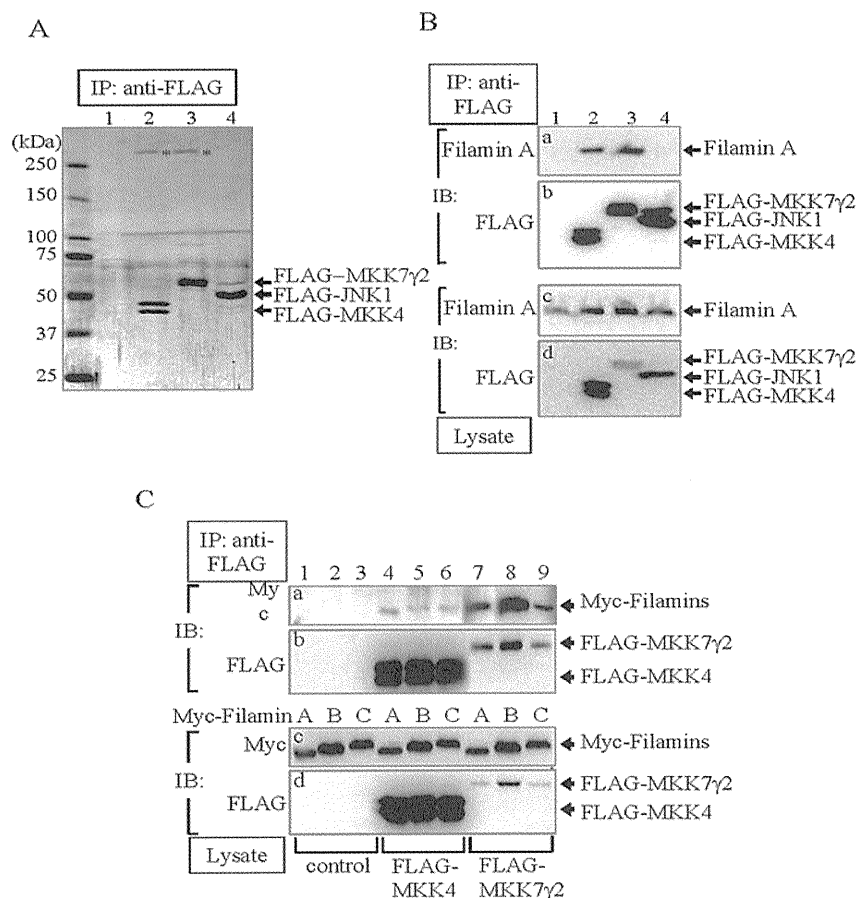 A
IP: anti-FLAG
1 2 3 4
(kDa)
250
150
100
75
50
37
25
FLAG-MKK7γ2
FLAG-JNK1
FLAG-MKK4
B
IP: anti-
FLAG
1 2 3 4
IB:
Filamin A
a
Filamin A
FLAG
b
FLAG-MKK7γ2
FLAG-JNK1
FLAG-MKK4
IB:
Filamin A
c
Filamin A
FLAG
d
FLAG-MKK7γ2
FLAG-JNK1
FLAG-MKK4
Lysate
C
IP: anti-
FLAG
1 2 3 4 5 6 7 8 9
IB:
My
c
a
Myc-Filamins
FLAG
b
FLAG-MKK7γ2
FLAG-MKK4
Myc-Filamin A B C A B C A B C
IB:
Myc
c
Myc-Filamins
FLAG
d
FLAG-MKK7γ2
FLAG-MKK4
Lysate
control
FLAG-
MKK4
FLAG-
MKK7γ2